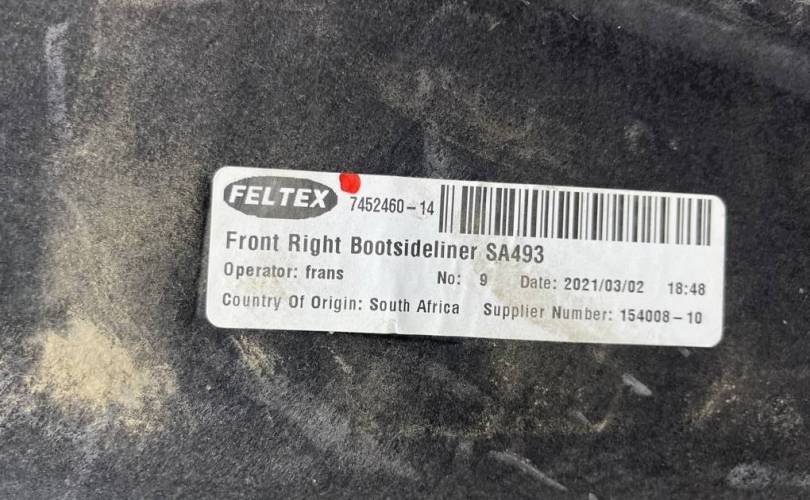 FELTEX 7452460-14
Front Right Bootsideliner SA493
Operator: frans No: 9 Date: 2021/03/02 18:48
Country Of Origin: South Africa Supplier Number: 154008-10